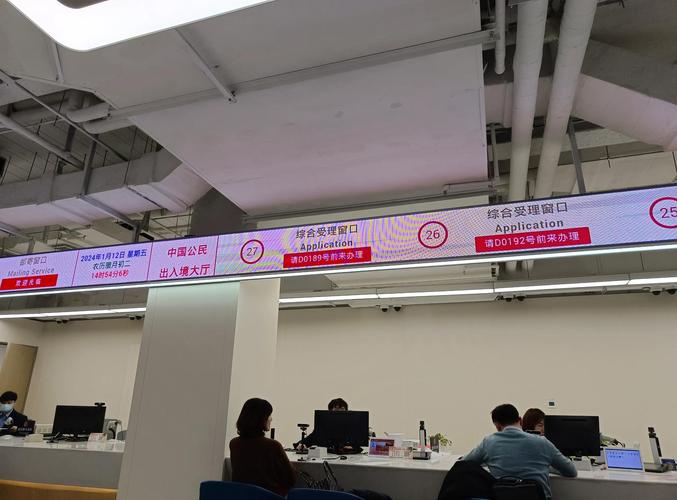 邮寄窗口
Mailing Service
欢迎光临
2024年1月12日 星期五
农历腊月初二
14时54分6秒
中国公民
出入境大厅
27
综合受理窗口
Application
请D0189号前来办理
26
综合受理窗口
Application
请D0192号前来办理
25